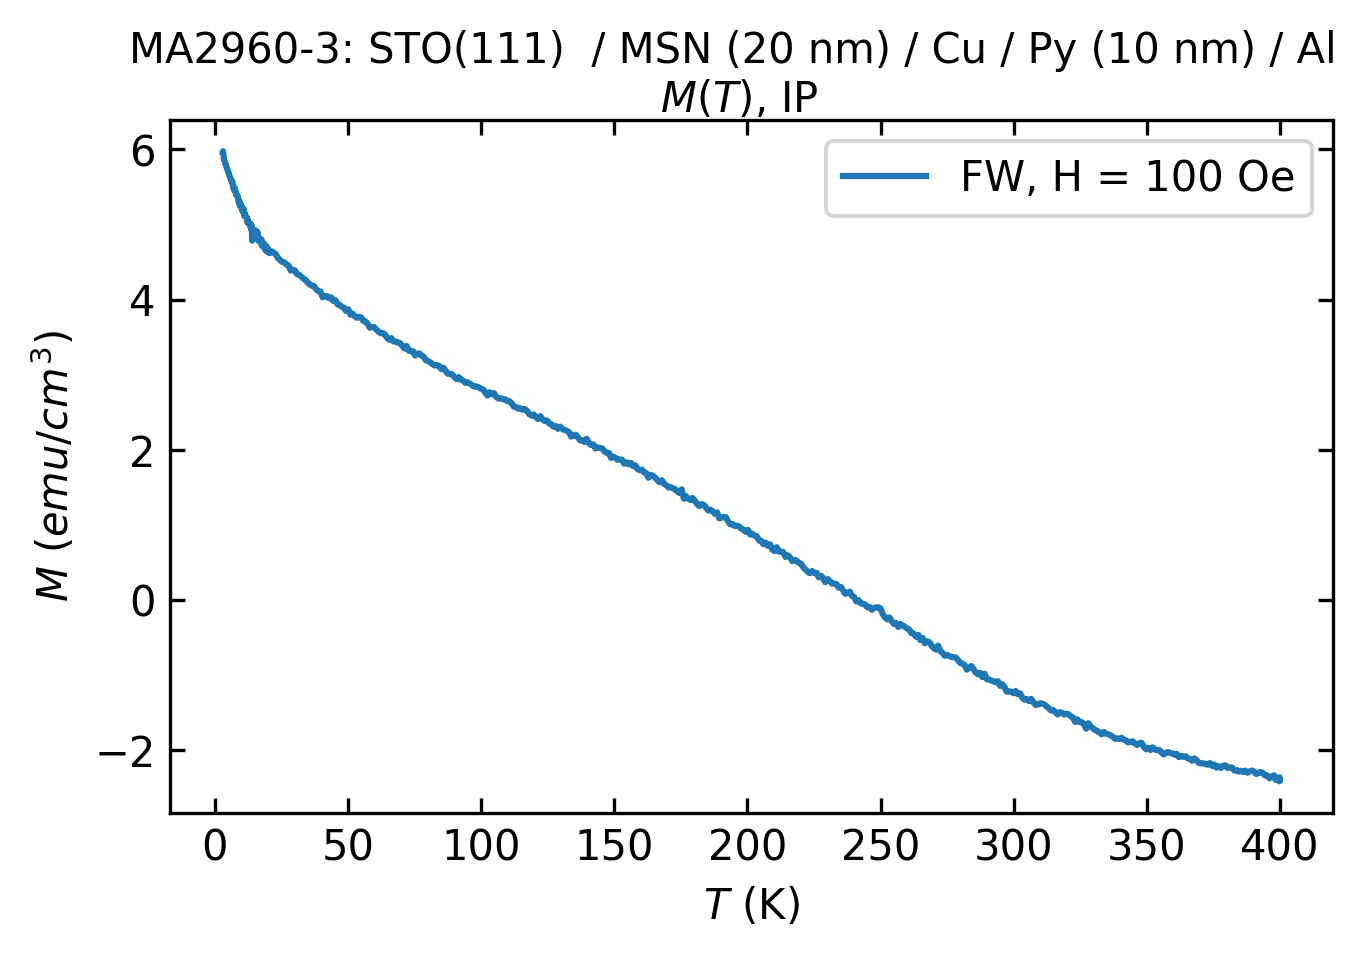 MA2960-3: STO(111) / MSN (20 nm) / Cu / Py (10 nm) / Al
M(T), IP
FW, H = 100 Oe
6
4
2
0
−2
M (emu/cm³)
0 50 100 150 200 250 300 350 400
T (K)